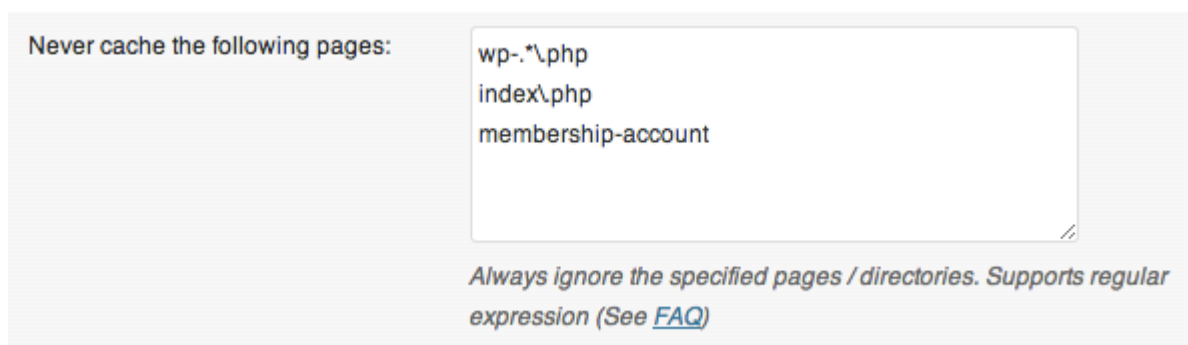 Never cache the following pages:
wp-.*\.php
index\.php
membership-account
Always ignore the specified pages / directories. Supports regular
expression (See FAQ)